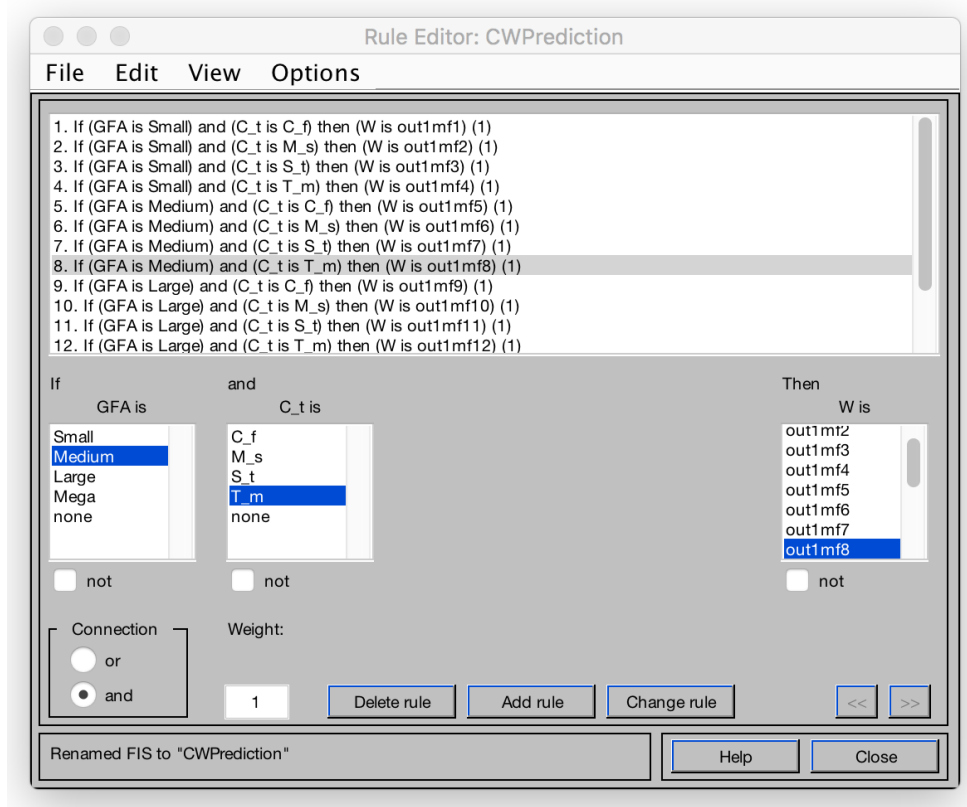 Rule Editor: CWPrediction
File Edit View Options
1. If (GFA is Small) and (C_t is C_f) then (W is out1mf1) (1)
2. If (GFA is Small) and (C_t is M_s) then (W is out1mf2) (1)
3. If (GFA is Small) and (C_t is S_t) then (W is out1mf3) (1)
4. If (GFA is Small) and (C_t is T_m) then (W is out1mf4) (1)
5. If (GFA is Medium) and (C_t is C_f) then (W is out1mf5) (1)
6. If (GFA is Medium) and (C_t is M_s) then (W is out1mf6) (1)
7. If (GFA is Medium) and (C_t is S_t) then (W is out1mf7) (1)
8. If (GFA is Medium) and (C_t is T_m) then (W is out1mf8) (1)
9. If (GFA is Large) and (C_t is C_f) then (W is out1mf9) (1)
10. If (GFA is Large) and (C_t is M_s) then (W is out1mf10) (1)
11. If (GFA is Large) and (C_t is S_t) then (W is out1mf11) (1)
12. If (GFA is Large) and (C_t is T_m) then (W is out1mf12) (1)
If and Then
GFA is C_t is W is
Small
Medium
Large
Mega
none
C_f
M_s
S_t
T_m
none
out1mf2
out1mf3
out1mf4
out1mf5
out1mf6
out1mf7
out1mf8
not not not
Connection
or
and
Weight:
1 Delete rule Add rule Change rule << >>
Renamed FIS to "CWPrediction"
Help Close